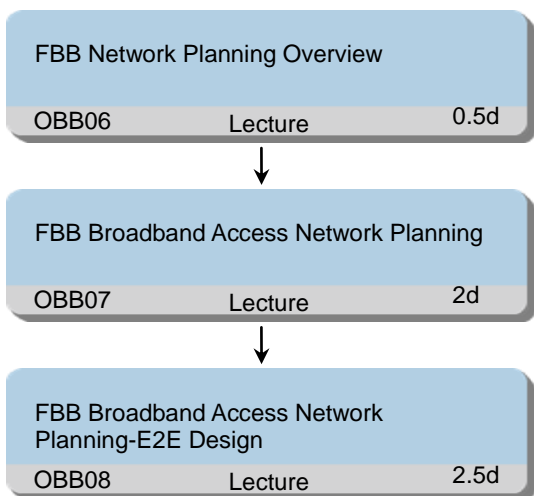 FBB Network Planning Overview
OBB06 Lecture 0.5d
FBB Broadband Access Network Planning
OBB07 Lecture 2d
FBB Broadband Access Network
Planning-E2E Design
OBB08 Lecture 2.5d